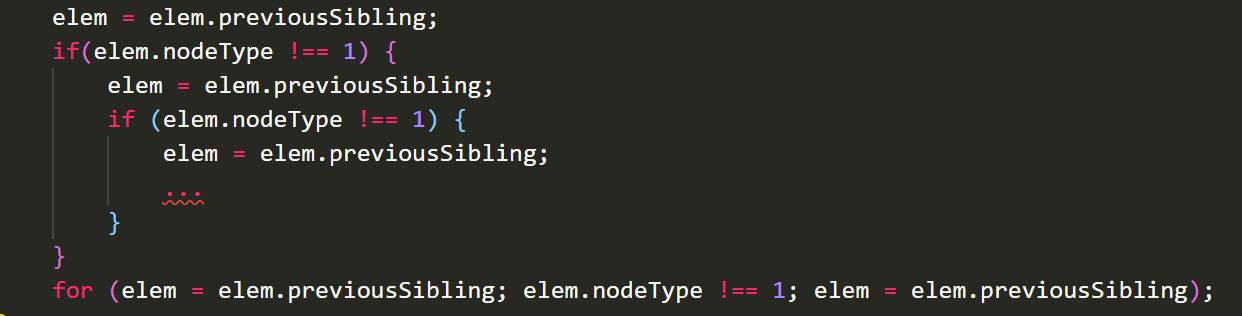 elem = elem.previousSibling;
if(elem.nodeType !== 1) {
    elem = elem.previousSibling;
    if (elem.nodeType !== 1) {
        elem = elem.previousSibling;
        ...
    }
}
for (elem = elem.previousSibling; elem.nodeType !== 1; elem = elem.previousSibling);